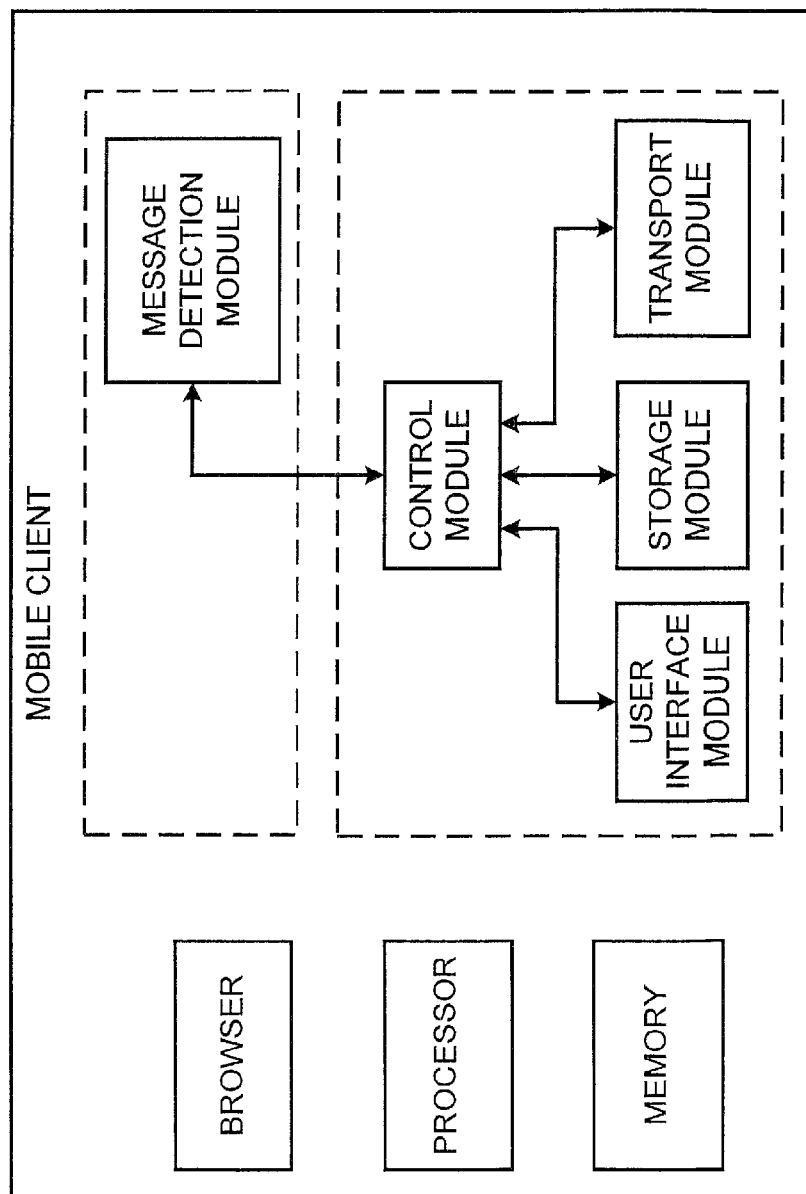 MOBILE CLIENT
BROWSER
PROCESSOR
MEMORY
MESSAGE
DETECTION
MODULE
CONTROL
MODULE
USER
INTERFACE
MODULE
STORAGE
MODULE
TRANSPORT
MODULE